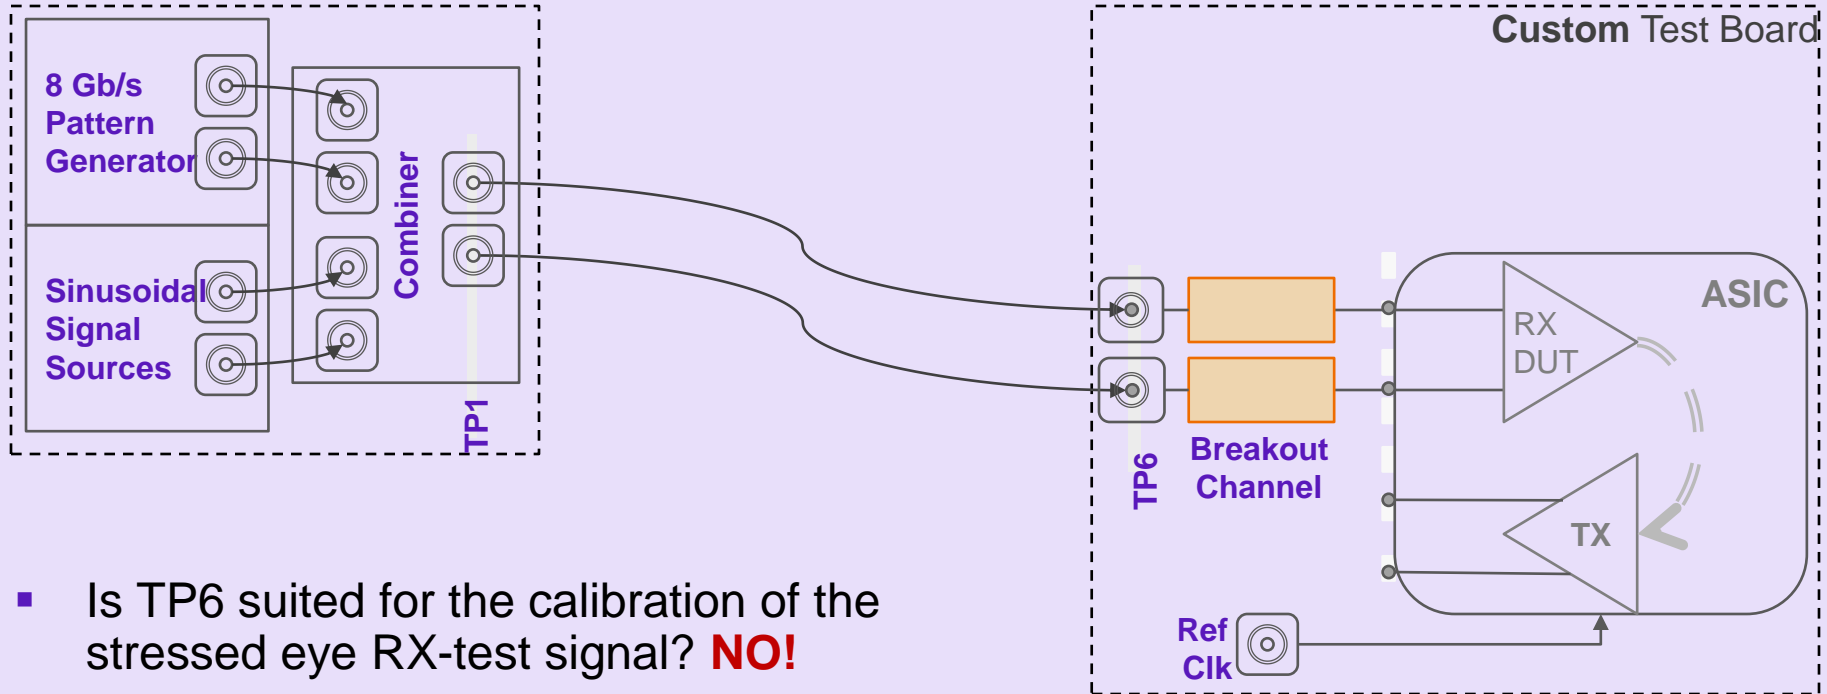 Custom Test Board
8 Gb/s
Pattern
Generator
Combiner
Sinusoidal
Signal
Sources
TP1
ASIC
RX
DUT
TP6
Breakout
Channel
TX
Ref
Clk
▪ Is TP6 suited for the calibration of the
stressed eye RX-test signal? NO!